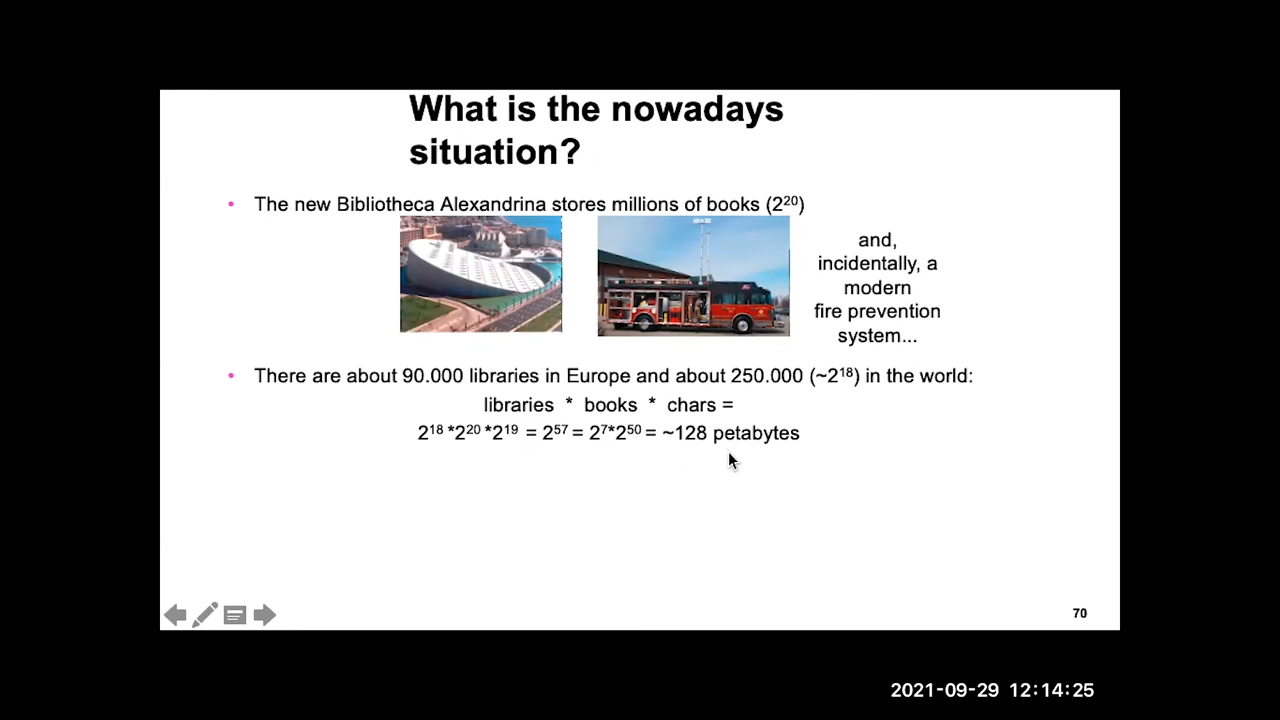 What is the nowadays
situation?
• The new Bibliotheca Alexandrina stores millions of books (2²⁰)
and,
incidentally, a
modern
fire prevention
system...
• There are about 90.000 libraries in Europe and about 250.000 (~2¹⁸) in the world:
libraries * books * chars =
2¹⁸ *2²⁰ *2¹⁹ = 2⁵⁷ = 2⁷*2⁵⁰ = ~128 petabytes
70
2021-09-29 12:14:25